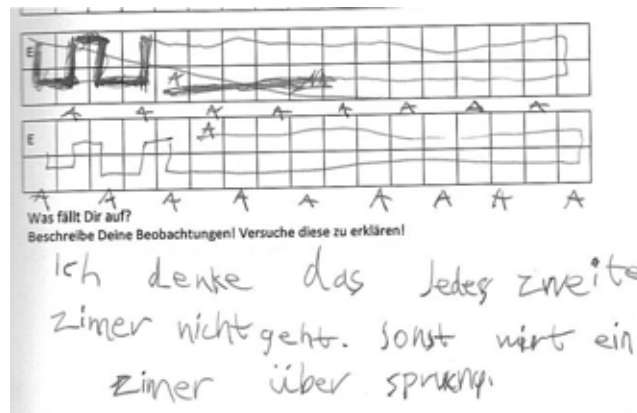 E
A
A
A A A A A A A A
E
A
A A A A A A A A A
Was fällt Dir auf?
Beschreibe Deine Beobachtungen! Versuche diese zu erklären!
Ich denke das Jedes zweite
zimer nicht geht. sonst wirt ein
zimer über sprung.